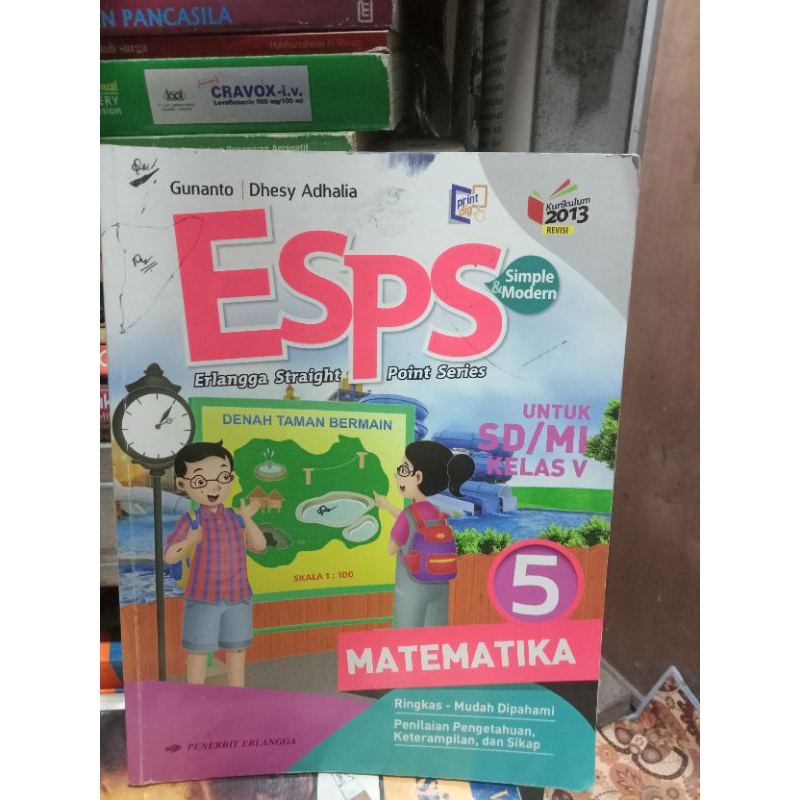 N PANCASILA
CRAVOX-i.v.
Levofloxacin 500 mg/100 ml
Gunanto | Dhesy Adhalia
print
dig
Kurikulum
2013
REVISI
ESPS
Simple
&Modern
Erlangga Straight Point Series
UNTUK
SD/MI
KELAS V
DENAH TAMAN BERMAIN
SKALA 1 : 100
5
MATEMATIKA
Ringkas - Mudah Dipahami
Penilaian Pengetahuan,
Keterampilan, dan Sikap
PENERBIT ERLANGGA